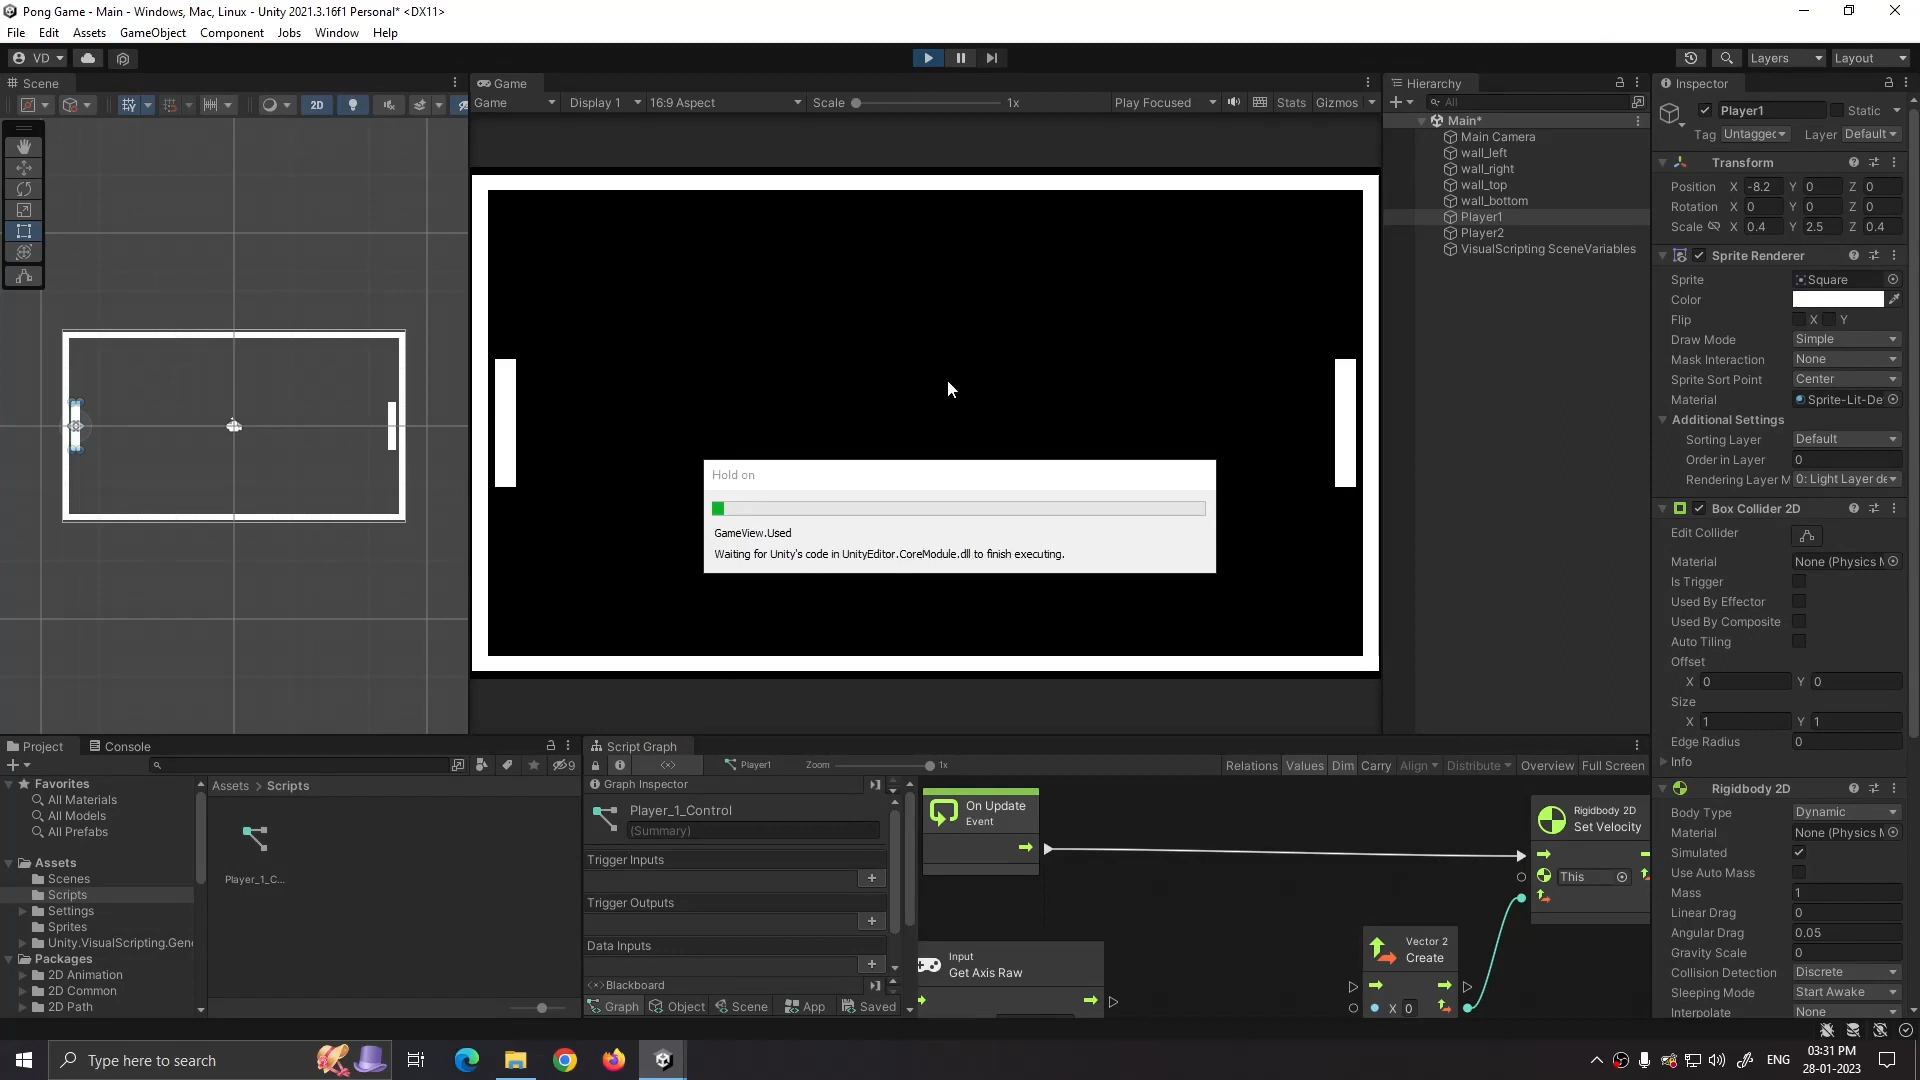 Pong Game - Main - Windows, Mac, Linux - Unity 2021.3.16f1 Personal* <DX11>
File Edit Assets GameObject Component Jobs Window Help
VD Layers Layout
Scene
Game
Hierarchy
Inspector
2D
Game Display 1 16:9 Aspect Scale 1x Play Focused Stats Gizmos
All
Main*
Main Camera
wall_left
wall_right
wall_top
wall_bottom
Player1
Player2
VisualScripting SceneVariables
Player1 Static
Tag Untagged Layer Default
Transform
Position X -8.2 Y 0 Z 0
Rotation X 0 Y 0 Z 0
Scale X 0.4 Y 2.5 Z 0.4
Sprite Renderer
Sprite Square
Color
Flip X Y
Draw Mode Simple
Mask Interaction None
Sprite Sort Point Center
Material Sprite-Lit-De
Additional Settings
Sorting Layer Default
Order in Layer 0
Rendering Layer M 0: Light Layer de
Box Collider 2D
Edit Collider
Material None (Physics M
Is Trigger
Used By Effector
Used By Composite
Auto Tiling
Offset
X 0 Y 0
Size
X 1 Y 1
Edge Radius 0
Info
Rigidbody 2D
Body Type Dynamic
Material None (Physics M
Simulated
Use Auto Mass
Mass 1
Linear Drag 0
Angular Drag 0.05
Gravity Scale 0
Collision Detection Discrete
Sleeping Mode Start Awake
Interpolate None
Hold on
GameView.Used
Waiting for Unity's code in UnityEditor.CoreModule.dll to finish executing.
Project Console
9
Favorites
All Materials
All Models
All Prefabs
Assets
Scenes
Scripts
Settings
Sprites
Unity.VisualScripting.Gene
Packages
2D Animation
2D Common
2D Path
Assets > Scripts
Player_1_C...
Script Graph
Player1 Zoom 1x Relations Values Dim Carry Align Distribute Overview Full Screen
Graph Inspector
Player_1_Control
(Summary)
Trigger Inputs
Trigger Outputs
Data Inputs
Blackboard
Graph Object Scene App Saved
On Update
Event
Input
Get Axis Raw
Vector 2
Create
X 0
Rigidbody 2D
Set Velocity
This
Type here to search
ENG
03:31 PM
28-01-2023